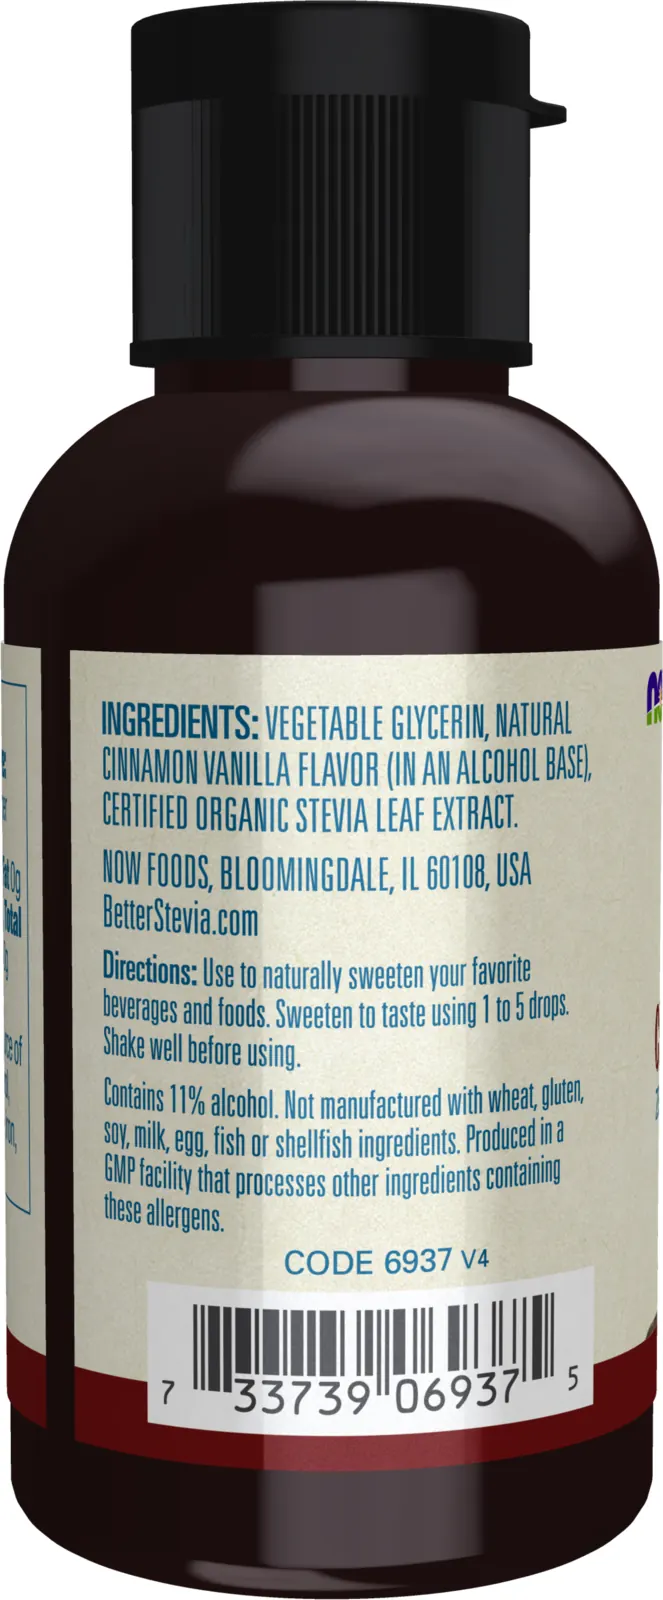 INGREDIENTS: VEGETABLE GLYCERIN, NATURAL
CINNAMON VANILLA FLAVOR (IN AN ALCOHOL BASE),
CERTIFIED ORGANIC STEVIA LEAF EXTRACT.
NOW FOODS, BLOOMINGDALE, IL 60108, USA
BetterStevia.com
Directions: Use to naturally sweeten your favorite
beverages and foods. Sweeten to taste using 1 to 5 drops.
Shake well before using.
Contains 11% alcohol. Not manufactured with wheat, gluten,
soy, milk, egg, fish or shellfish ingredients. Produced in a
GMP facility that processes other ingredients containing
these allergens.
CODE 6937 V4
7 33739 06937 5
0g
Total
of